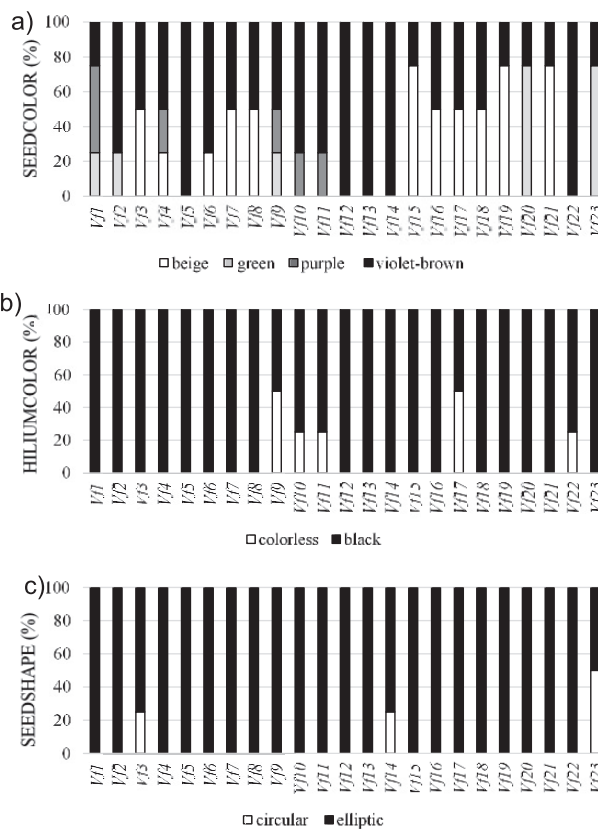 a)
SEEDCOLOR (%)
100
80
60
40
20
0
Vf1 Vf2 Vf3 Vf4 Vf5 Vf6 Vf7 Vf8 Vf9 Vf10 Vf11 Vf12 Vf13 Vf14 Vf15 Vf16 Vf17 Vf18 Vf19 Vf20 Vf21 Vf22 Vf23
beige green purple violet-brown
b)
HILIUMCOLOR (%)
100
80
60
40
20
0
Vf1 Vf2 Vf3 Vf4 Vf5 Vf6 Vf7 Vf8 Vf9 Vf10 Vf11 Vf12 Vf13 Vf14 Vf15 Vf16 Vf17 Vf18 Vf19 Vf20 Vf21 Vf22 Vf23
colorless black
c)
SEEDSHAPE (%)
100
80
60
40
20
0
Vf1 Vf2 Vf3 Vf4 Vf5 Vf6 Vf7 Vf8 Vf9 Vf10 Vf11 Vf12 Vf13 Vf14 Vf15 Vf16 Vf17 Vf18 Vf19 Vf20 Vf21 Vf22 Vf23
circular elliptic